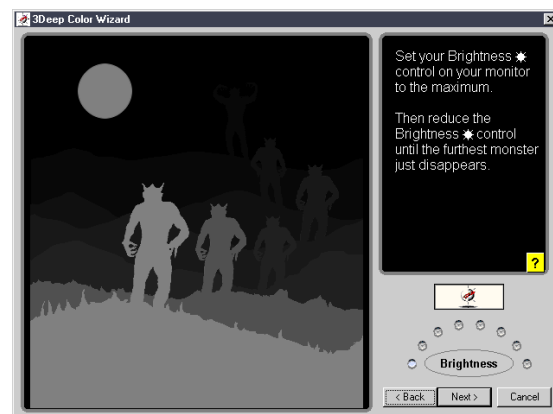 3Deep Color Wizard
Set your Brightness
control on your monitor
to the maximum.
Then reduce the
Brightness control
until the furthest monster
just disappears.
?
Brightness
< Back
Next >
Cancel